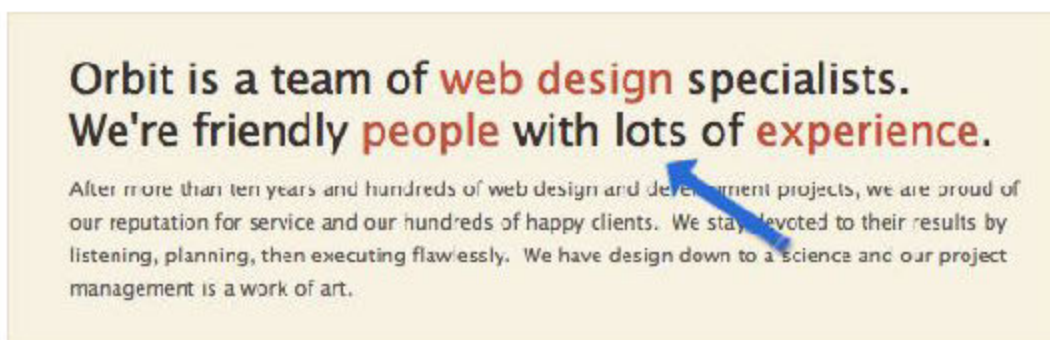 Orbit is a team of web design specialists.
We're friendly people with lots of experience.
After more than ten years and hundreds of web design and development projects, we are proud of
our reputation for service and our hundreds of happy clients. We stay devoted to their results by
listening, planning, then executing flawlessly. We have design down to a science and our project
management is a work of art.